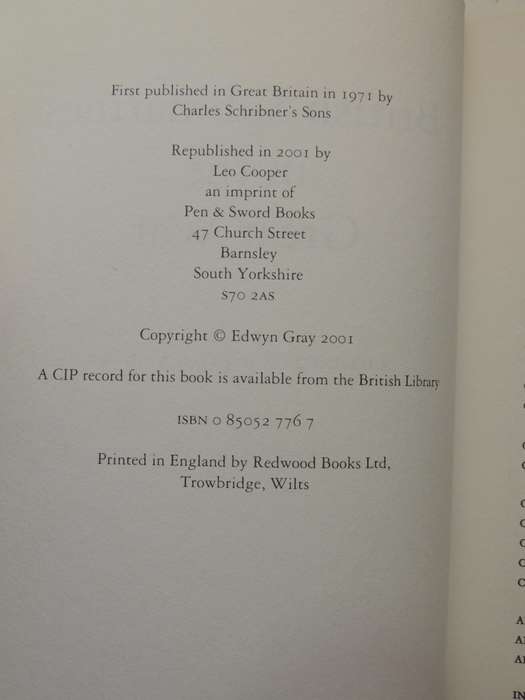 First published in Great Britain in 1971 by
Charles Schribner's Sons
Republished in 2001 by
Leo Cooper
an imprint of
Pen & Sword Books
47 Church Street
Barnsley
South Yorkshire
S70 2AS
Copyright © Edwyn Gray 2001
A CIP record for this book is available from the British Library
ISBN 0 85052 776 7
Printed in England by Redwood Books Ltd,
Trowbridge, Wilts